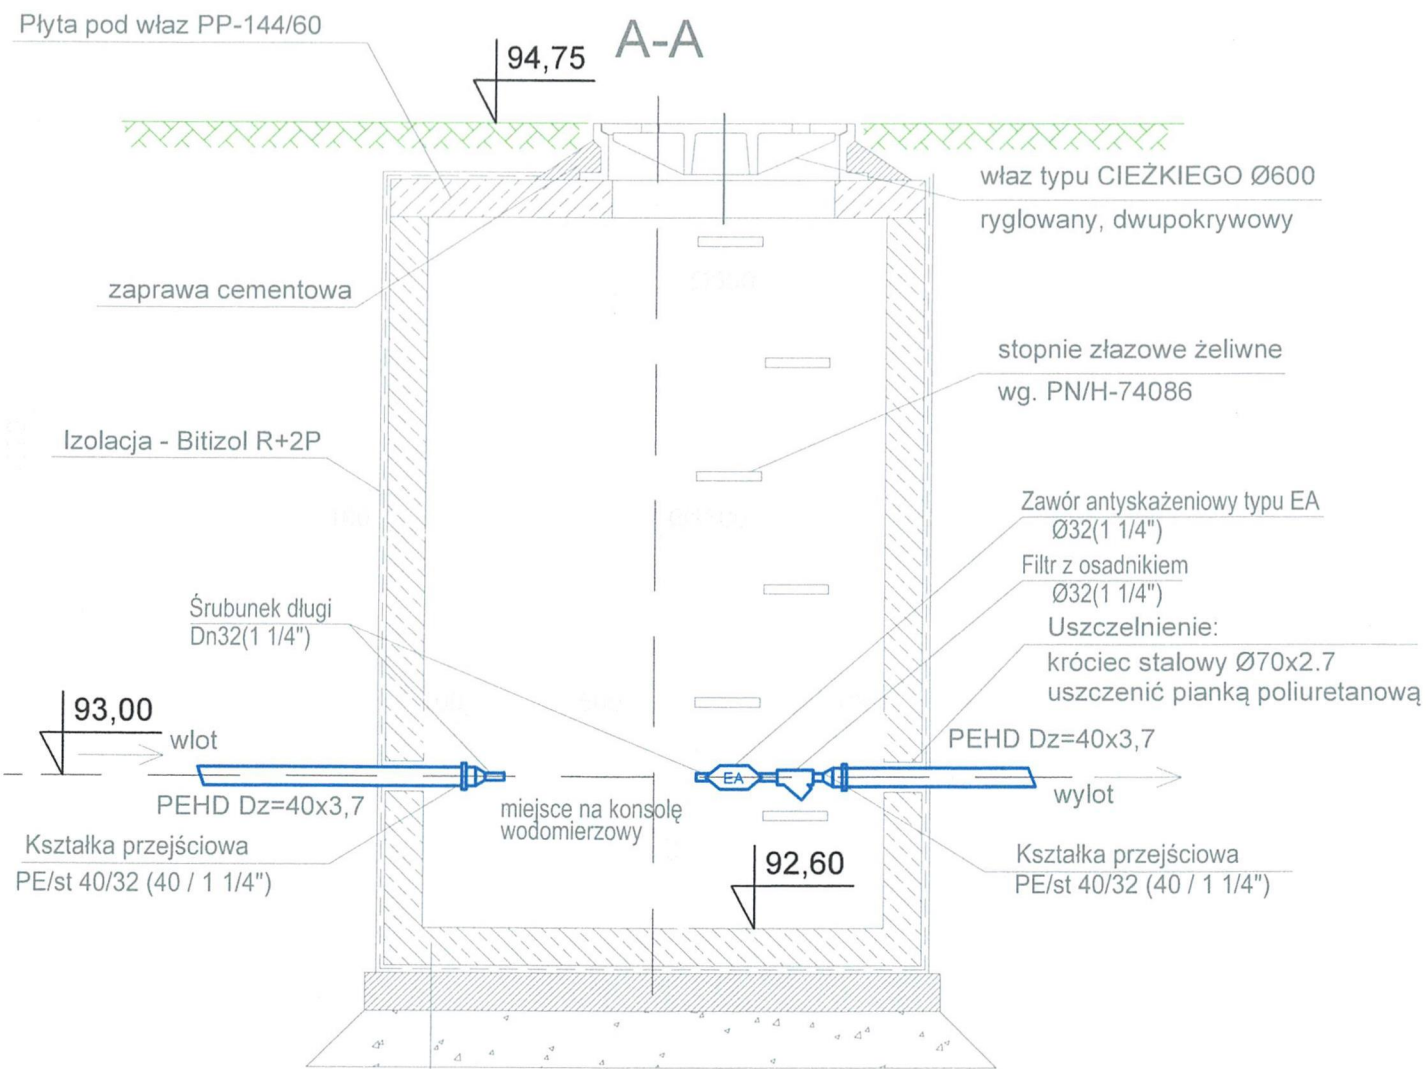 Płyta pod właz PP-144/60
A-A
94,75
właz typu CIEŻKIEGO Ø600
ryglowany, dwupokrywowy
zaprawa cementowa
stopnie złazowe żeliwne
wg. PN/H-74086
Izolacja - Bitizol R+2P
Zawór antyskażeniowy typu EA
Ø32(1 1/4")
Filtr z osadnikiem
Ø32(1 1/4")
Śrubunek długi
Dn32(1 1/4")
Uszczelnienie:
króciec stalowy Ø70x2.7
uszczenić pianką poliuretanową
93,00
wlot
PEHD Dz=40x3,7
EA
PEHD Dz=40x3,7
wylot
miejsce na konsolę
wodomierzowy
Kształka przejściowa
PE/st 40/32 (40 / 1 1/4")
92,60
Kształka przejściowa
PE/st 40/32 (40 / 1 1/4")